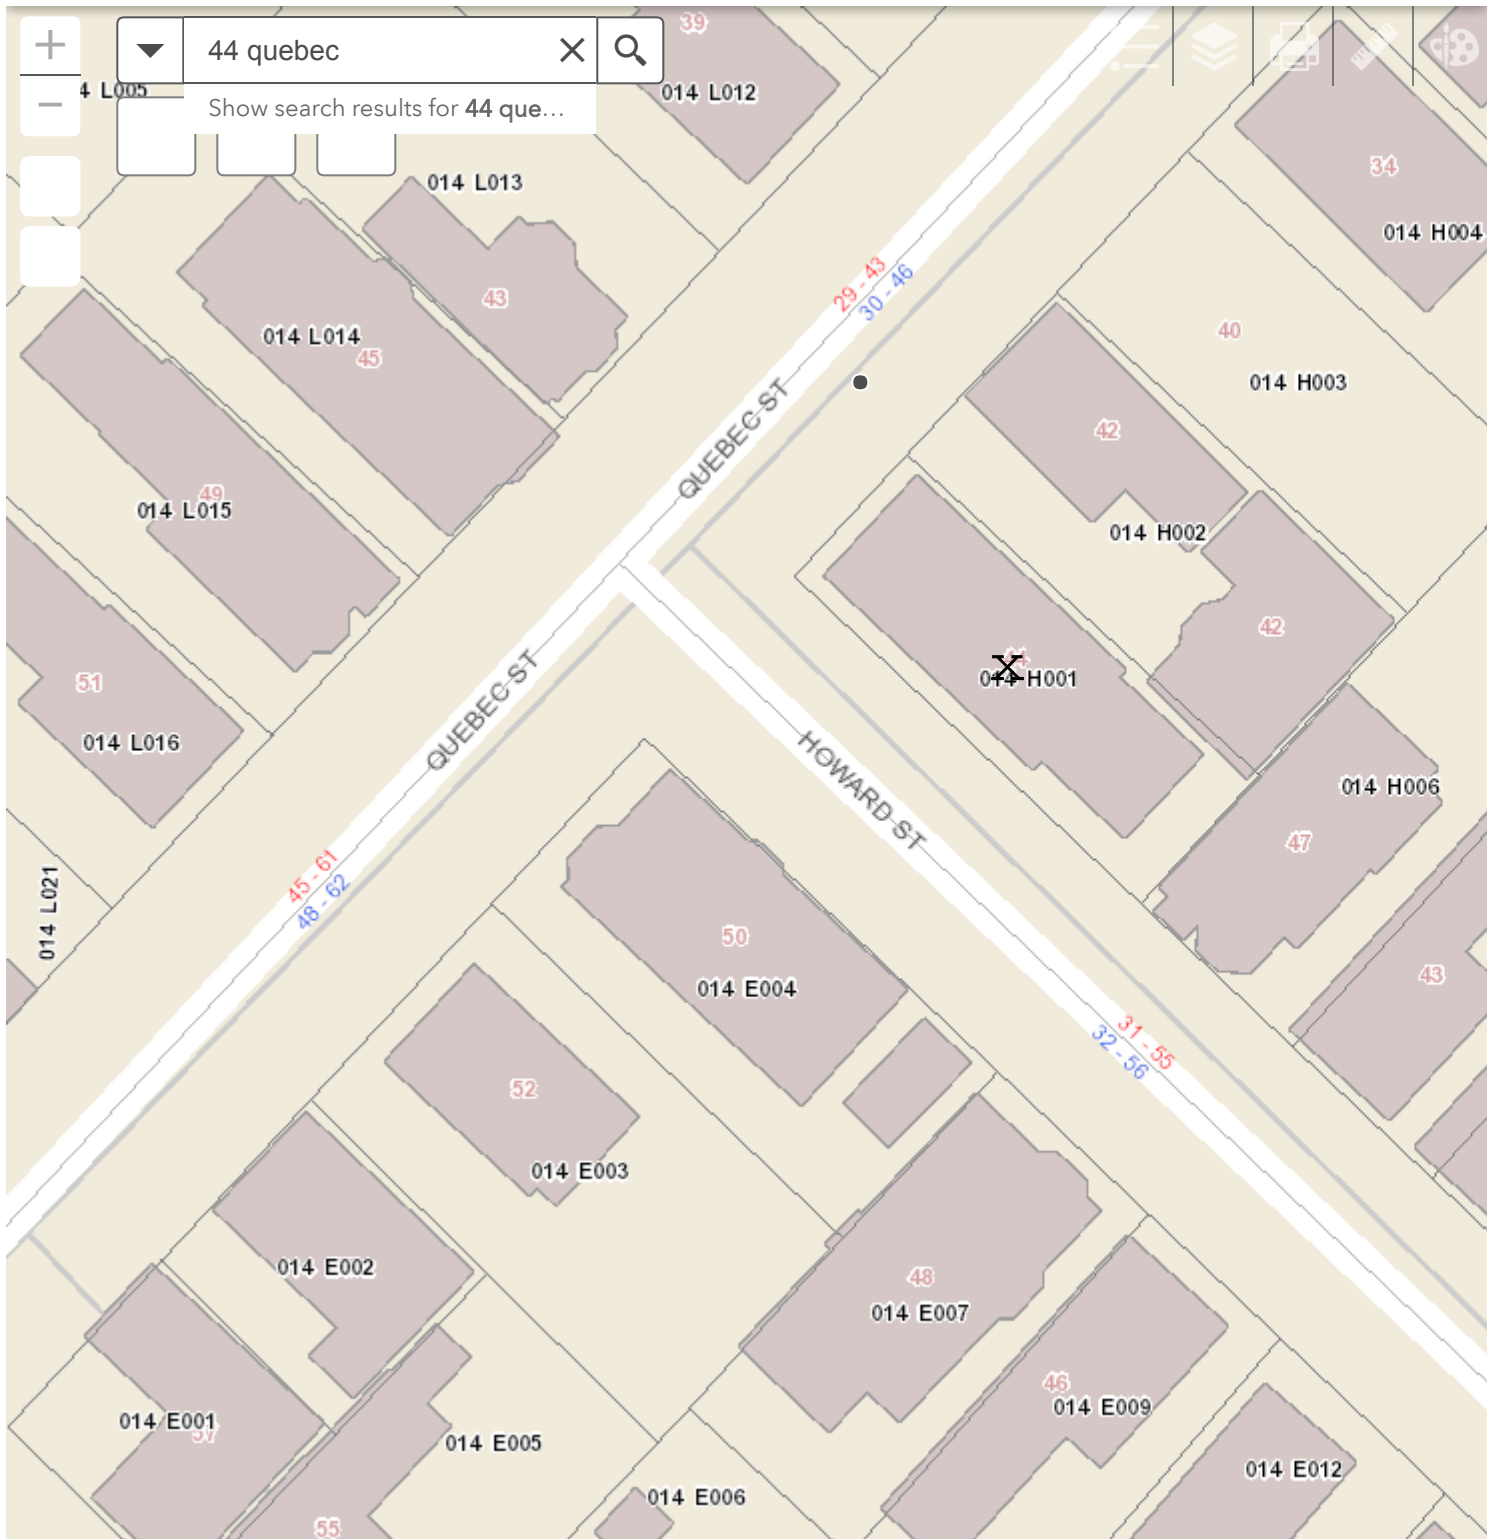 39
44 quebec
4 L005
014 L012
Show search results for 44 que...
34
014 L013
014 H004
29 - 43
30 - 46
43
40
014 L014
45
014 H003
QUEBEC ST
42
49
014 L015
014 H002
42
014 H001
51
QUEBEC ST
014 L016
HOWARD ST
014 H006
47
45 - 61
48 - 62
014 L021
50
43
014 E004
31 - 55
32 - 56
52
014 E003
014 E002
48
014 E007
46
014 E009
014 E001
57
014 E005
014 E012
014 E006
55